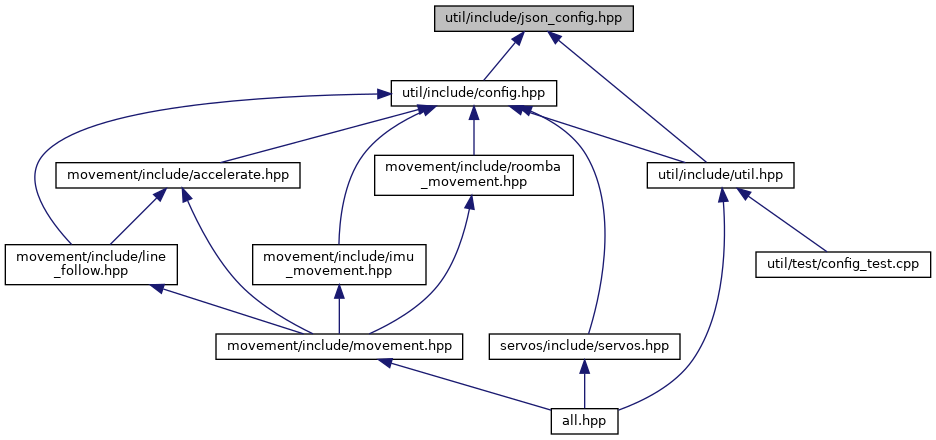 util/include/json_config.hpp
util/include/config.hpp
movement/include/accelerate.hpp
movement/include/roomba
_movement.hpp
util/include/util.hpp
movement/include/line
_follow.hpp
movement/include/imu
_movement.hpp
util/test/config_test.cpp
movement/include/movement.hpp
servos/include/servos.hpp
all.hpp